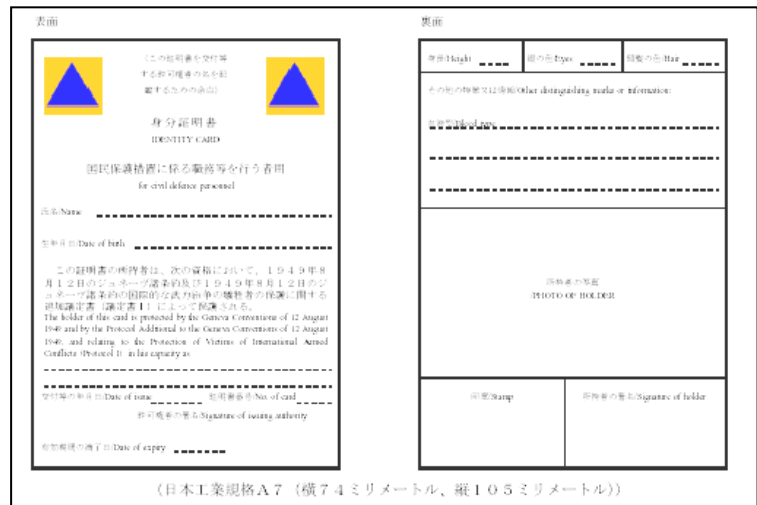 表面
(この証明書を交付等
する許可権者の名を記
載するための余白)
身分証明書
IDENTITY CARD
国民保護措置に係る職務等を行う者用
for civil defence personnel
氏名/Name
生年月日/Date of birth
この証明書の所持者は、次の資格において、1949年8
月12日のジュネーブ諸条約及び1949年8月12日のジ
ュネーブ諸条約の国際的な武力紛争の犠牲者の保護に関する
追加議定書(議定書Ⅰ)によって保護される。
The holder of this card is protected by the Geneva Conventions of 12 August
1949 and by the Protocol Additional to the Geneva Conventions of 12 August
1949, and relating to the Protection of Victims of International Armed
Conflicts (Protocol I) in his capacity as
交付等の年月日/Date of issue 証明書番号/No. of card
許可権者の署名/Signature of issuing authority
有効期間の満了日/Date of expiry
裏面
身長/Height 眼の色/Eyes 頭髪の色/Hair
その他の特徴又は情報/Other distinguishing marks or information:
血液型/Blood type
所持者の写真
/PHOTO OF HOLDER
印章/Stamp 所持者の署名/Signature of holder
(日本工業規格A7(横74ミリメートル、縦105ミリメートル))